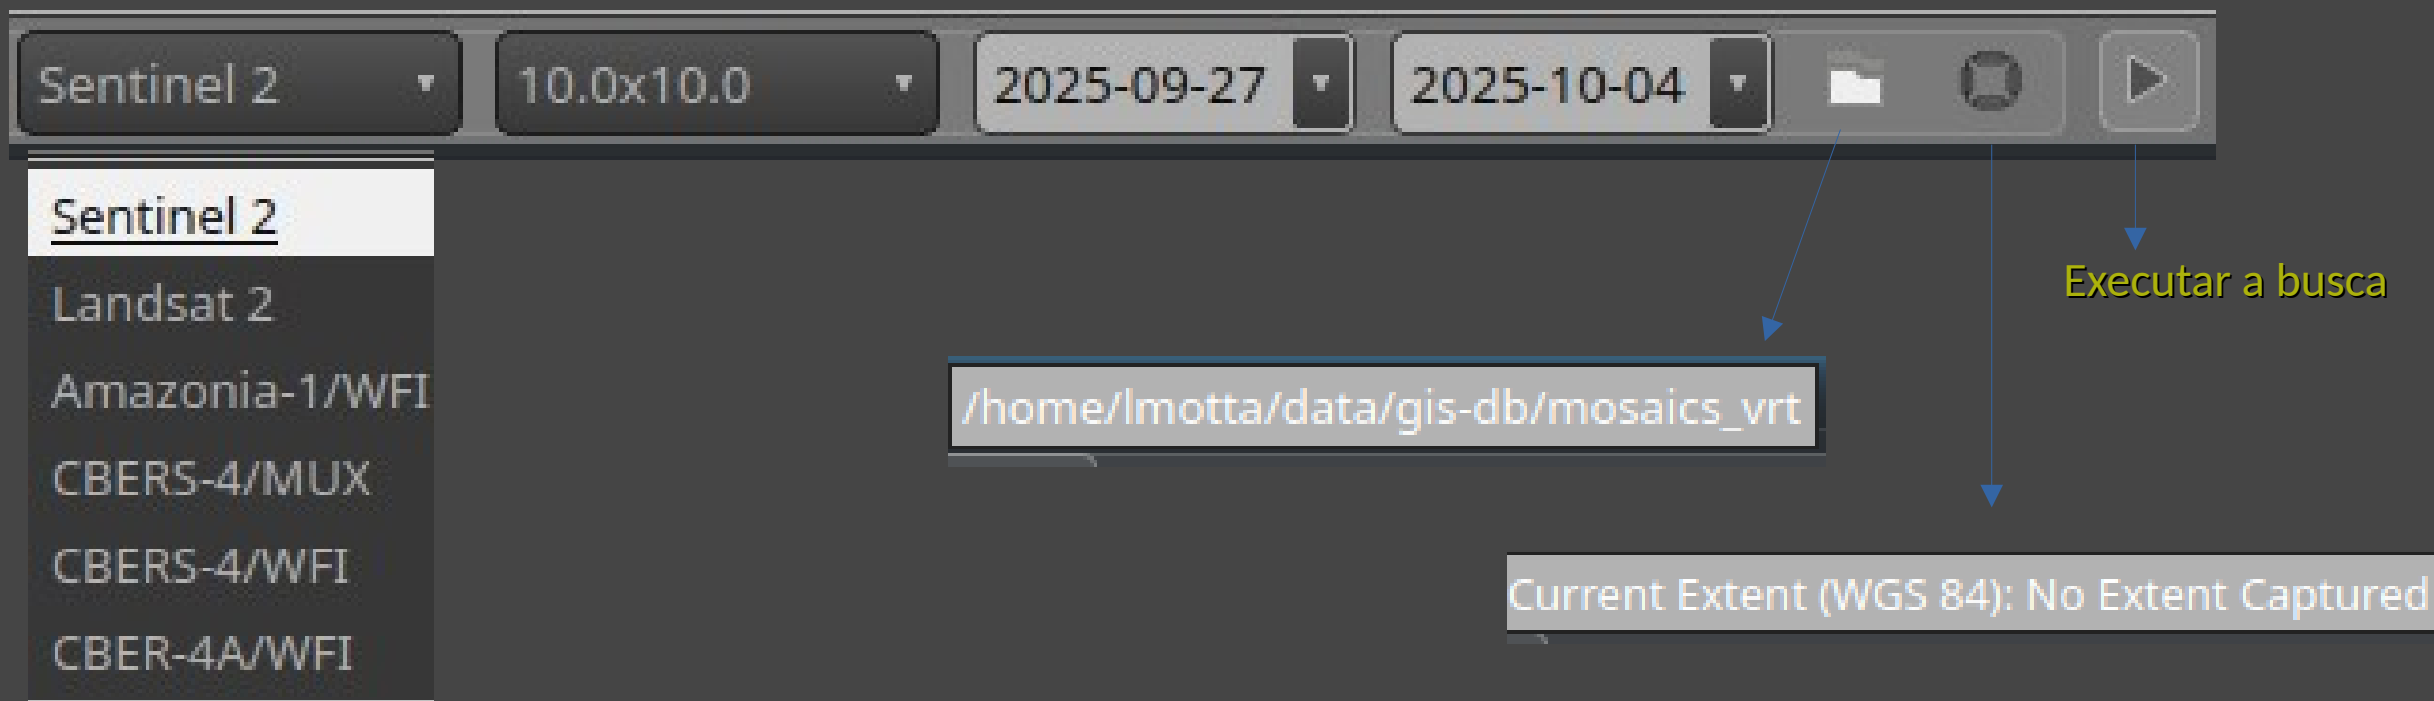 Sentinel 2 10.0x10.0 2025-09-27 2025-10-04
Sentinel 2
Landsat 2
Amazonia-1/WFI
CBERS-4/MUX
CBERS-4/WFI
CBER-4A/WFI
Executar a busca
/home/lmotta/data/gis-db/mosaics_vrt
Current Extent (WGS 84): No Extent Captured